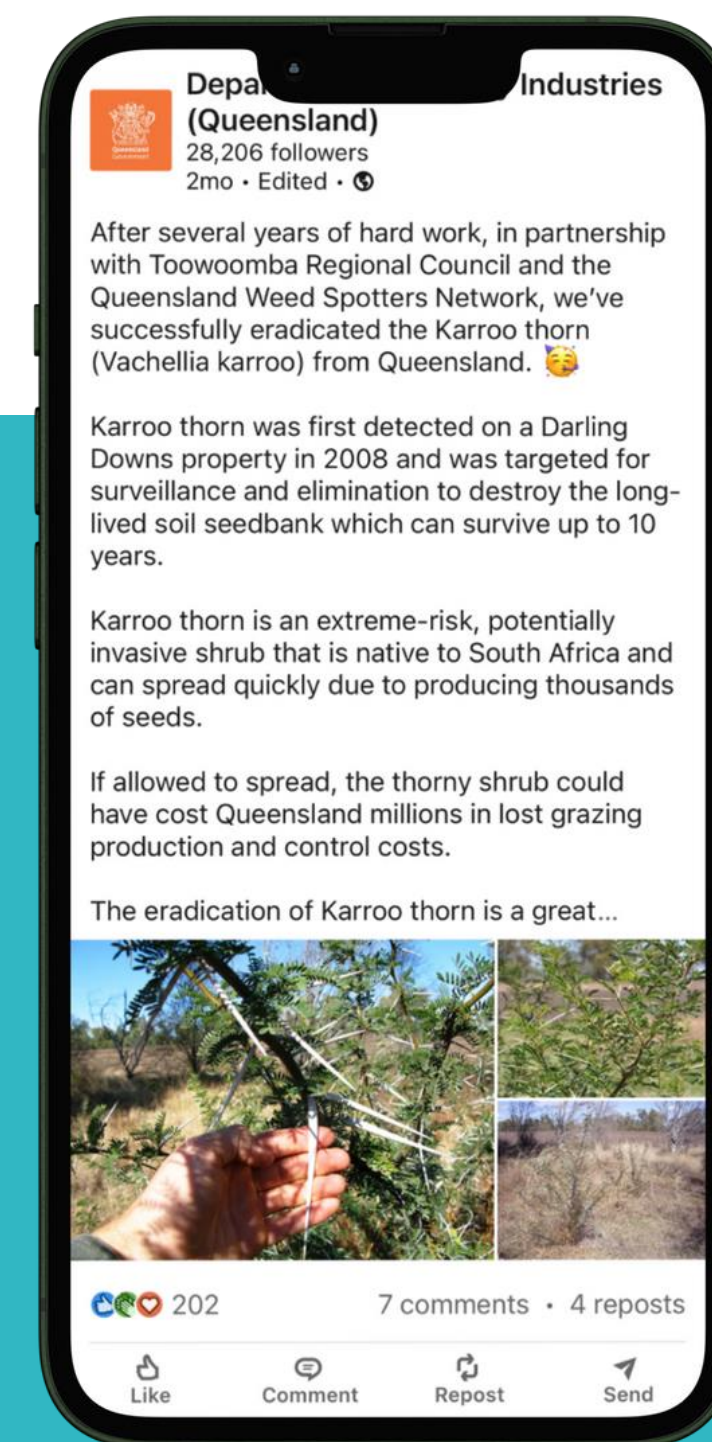 Depa Industries
(Queensland)
28,206 followers
2mo • Edited •
After several years of hard work, in partnership
with Toowoomba Regional Council and the
Queensland Weed Spotters Network, we've
successfully eradicated the Karroo thorn
(Vachellia karroo) from Queensland. 🥳
Karroo thorn was first detected on a Darling
Downs property in 2008 and was targeted for
surveillance and elimination to destroy the long-
lived soil seedbank which can survive up to 10
years.
Karroo thorn is an extreme-risk, potentially
invasive shrub that is native to South Africa and
can spread quickly due to producing thousands
of seeds.
If allowed to spread, the thorny shrub could
have cost Queensland millions in lost grazing
production and control costs.
The eradication of Karroo thorn is a great...
202 7 comments • 4 reposts
Like Comment Repost Send